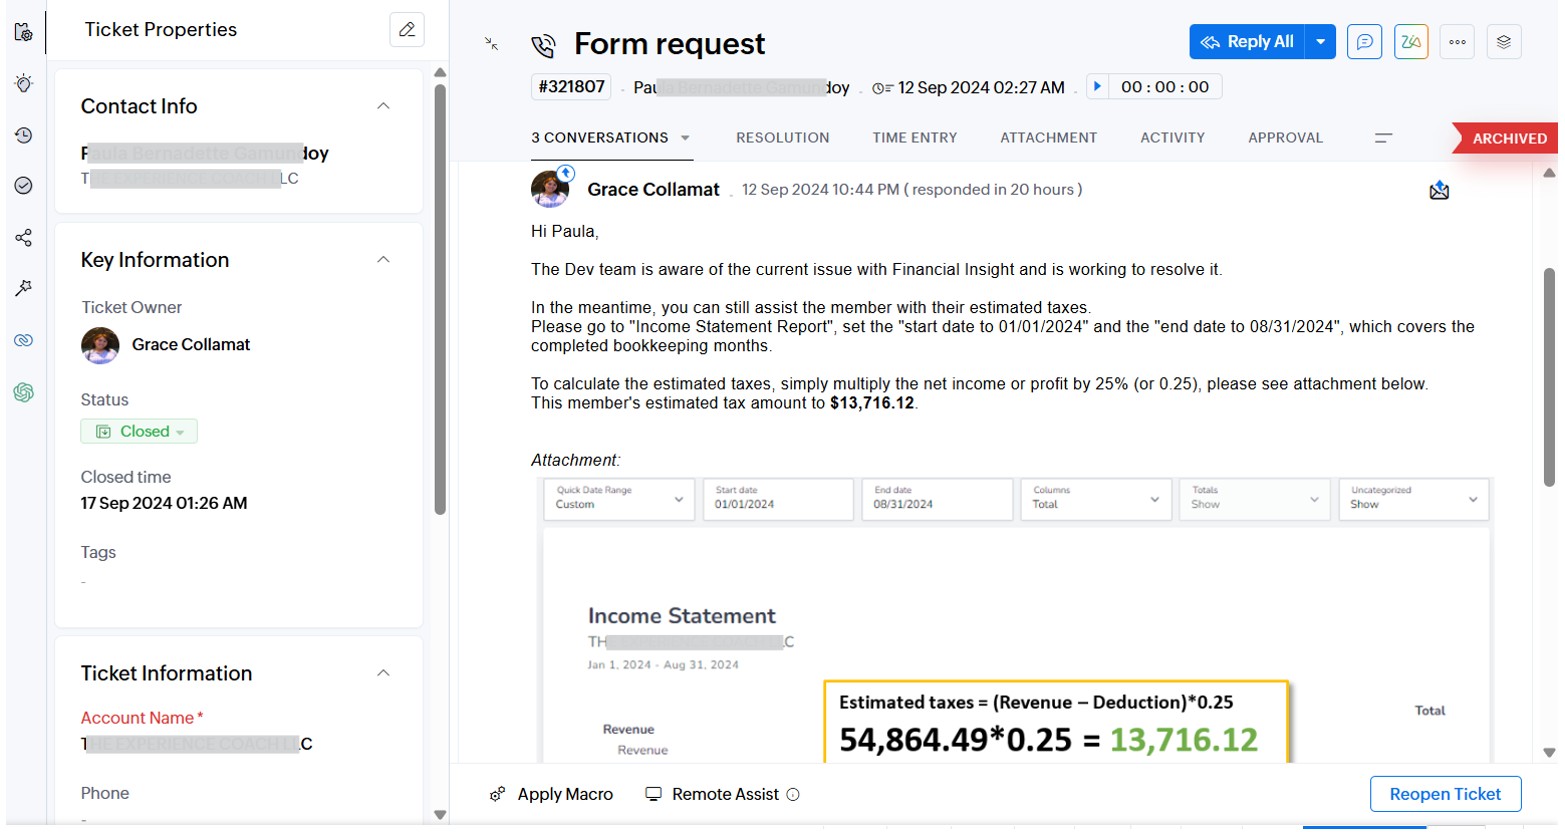 Ticket Properties
Contact Info
doy
LC
Key Information
Ticket Owner
Grace Collamat
Status
Closed
Closed time
17 Sep 2024 01:26 AM
Tags
-
Ticket Information
Account Name *
Phone
-
Form request
Reply All
#321807 . Pau doy . 12 Sep 2024 02:27 AM . 00 : 00 : 00
3 CONVERSATIONS RESOLUTION TIME ENTRY ATTACHMENT ACTIVITY APPROVAL
ARCHIVED
Grace Collamat . 12 Sep 2024 10:44 PM ( responded in 20 hours )
Hi Paula,
The Dev team is aware of the current issue with Financial Insight and is working to resolve it.
In the meantime, you can still assist the member with their estimated taxes.
Please go to "Income Statement Report", set the "start date to 01/01/2024" and the "end date to 08/31/2024", which covers the
completed bookkeeping months.
To calculate the estimated taxes, simply multiply the net income or profit by 25% (or 0.25), please see attachment below.
This member's estimated tax amount to $13,716.12.
Attachment:
Quick Date Range Start date End date Columns Totals Uncategorized
Custom 01/01/2024 08/31/2024 Total Show Show
Income Statement
TH C
Jan 1, 2024 - Aug 31, 2024
Estimated taxes = (Revenue – Deduction)*0.25
54,864.49*0.25 = 13,716.12
Total
Revenue
Revenue
Apply Macro Remote Assist
Reopen Ticket